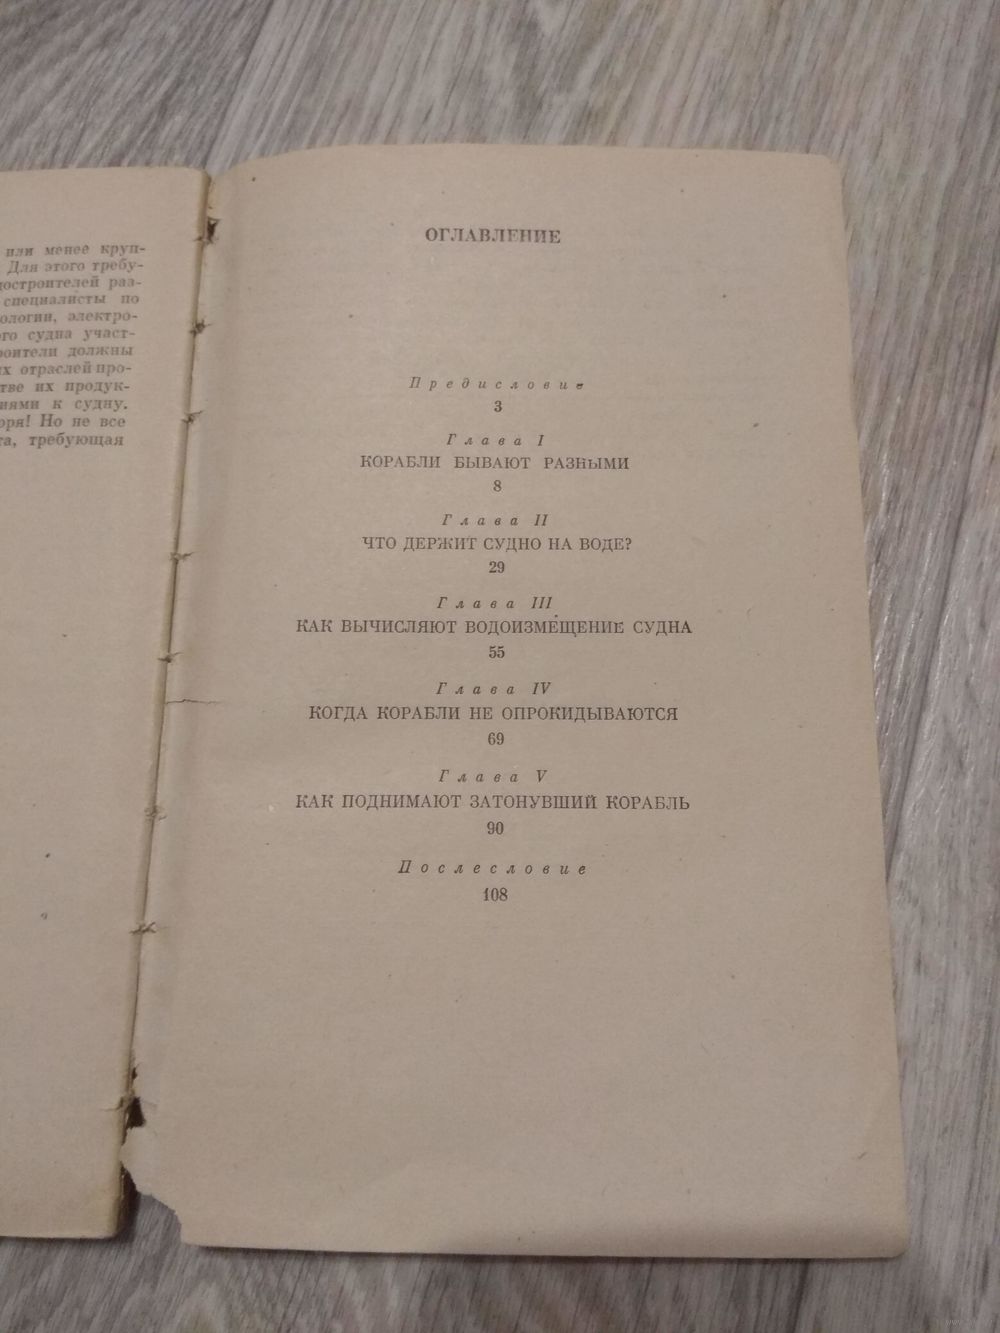 или менее круп-
Для этого требу-
достроителей раз-
специалисты по
ологии, электро-
го судна участ-
роители должны
их отраслей про-
тве их продук-
ниями к судну.
оря! Но не все
та, требующая
ОГЛАВЛЕНИЕ
Предисловие
3
Глава I
КОРАБЛИ БЫВАЮТ РАЗНЫМИ
8
Глава II
ЧТО ДЕРЖИТ СУДНО НА ВОДЕ?
29
Глава III
КАК ВЫЧИСЛЯЮТ ВОДОИЗМЕЩЕНИЕ СУДНА
55
Глава IV
КОГДА КОРАБЛИ НЕ ОПРОКИДЫВАЮТСЯ
69
Глава V
КАК ПОДНИМАЮТ ЗАТОНУВШИЙ КОРАБЛЬ
90
Послесловие
108